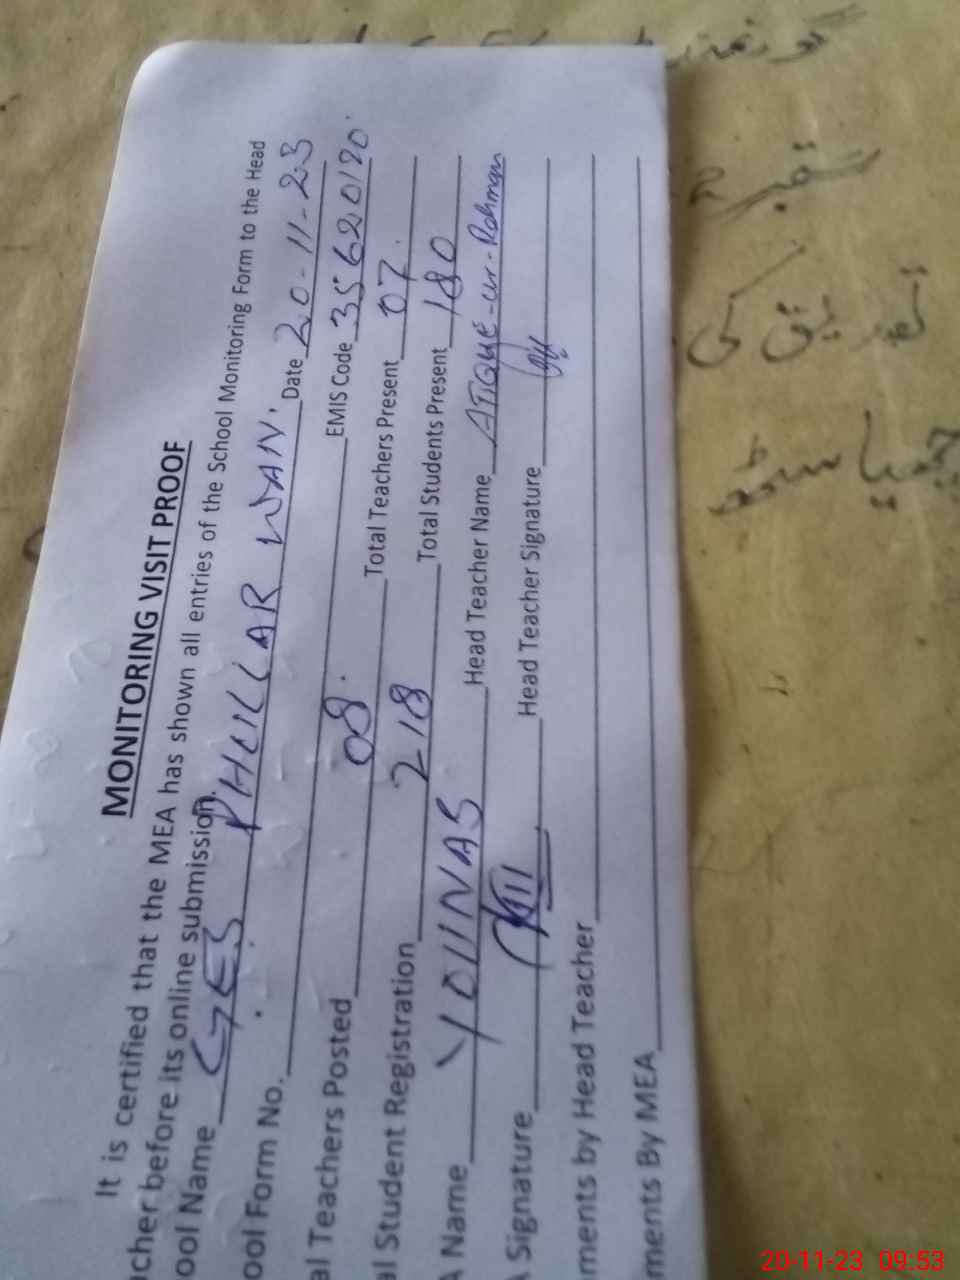 MONITORING VISIT PROOF
It is certified that the MEA has shown all entries of the School Monitoring Form to the Head
cher before its online submission.
ool Name GES PHULLAR WAN. Date 20-11-23
ool Form No. EMIS Code 35620120
al Teachers Posted 08. Total Teachers Present 07.
al Student Registration 218 Total Students Present 180
A Name YOUNAS Head Teacher Name ATIQUE-ur-Rahman
Signature Head Teacher Signature
ments by Head Teacher
ments By MEA
کی
20-11-23 09:53